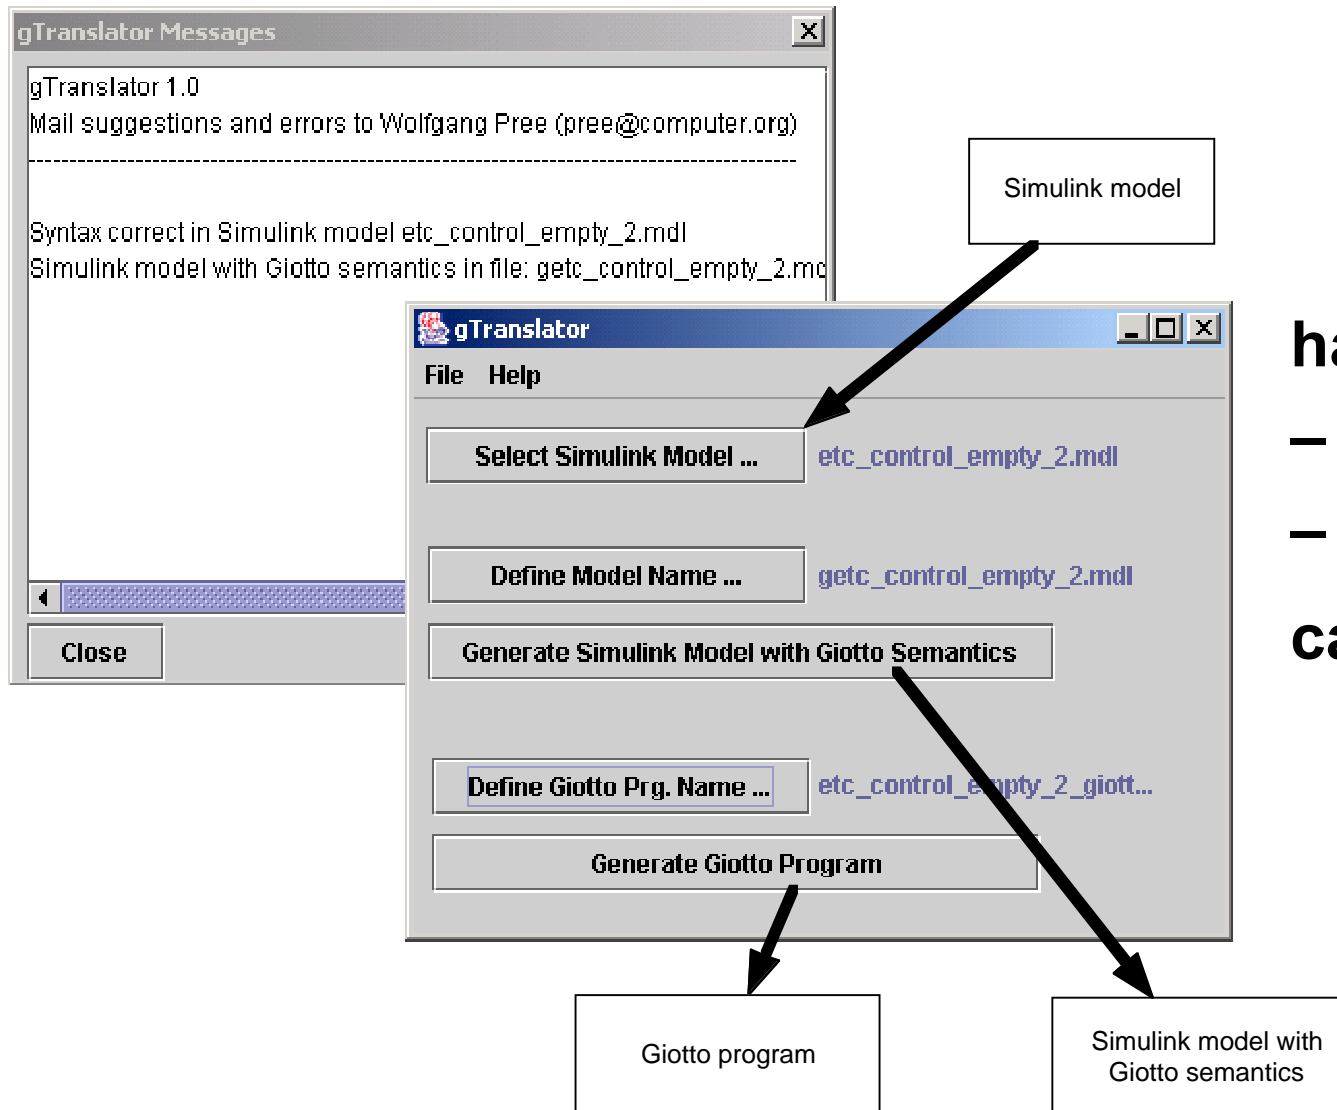 gTranslator Messages
gTranslator 1.0
Mail suggestions and errors to Wolfgang Pree (pree@computer.org)
Syntax correct in Simulink model etc_control_empty_2.mdl
Simulink model with Giotto semantics in file: getc_control_empty_2.md
Close
Simulink model
gTranslator
File Help
Select Simulink Model ... etc_control_empty_2.mdl
Define Model Name ... getc_control_empty_2.mdl
Generate Simulink Model with Giotto Semantics
Define Giotto Prg. Name ... etc_control_empty_2_giott...
Generate Giotto Program
Giotto program
Simulink model with
Giotto semantics
ha
–
–
ca